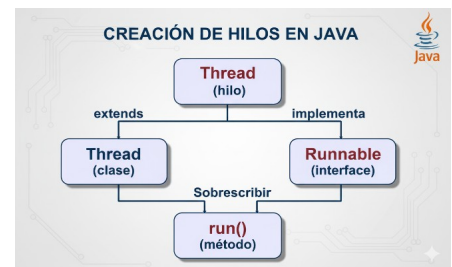 CREACIÓN DE HILOS EN JAVA
Java
Thread
(hilo)
extends
implementa
Thread
(clase)
Runnable
(interface)
Sobrescribir
run()
(método)